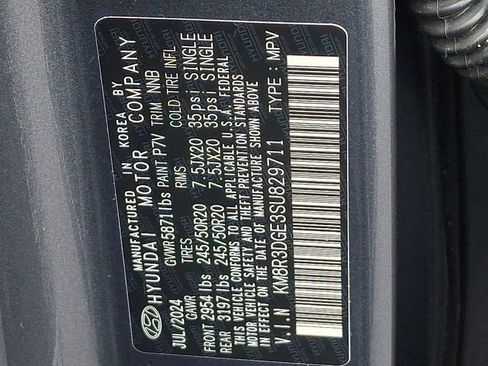 MANUFACTURED IN KOREA BY
HYUNDAI MOTOR COMPANY
JUL/2024 GVWR5871lbs PAINT P7V TRIM NNB
GAWR TIRES RIMS COLD TIRE INFL
FRONT 2954 lbs 245/50R20 7.5JX20 35psi SINGLE
REAR 3197 lbs 245/50R20 7.5JX20 35psi SINGLE
THIS VEHICLE CONFORMS TO ALL APPLICABLE U.S.A. FEDERAL
MOTOR VEHICLE SAFETY AND THEFT PREVENTION
STANDARDS IN EFFECT ON THE DATE OF MANUFACTURE SHOWN ABOVE
V.I.N : KM8R3DGE3SU829711 TYPE : MPV